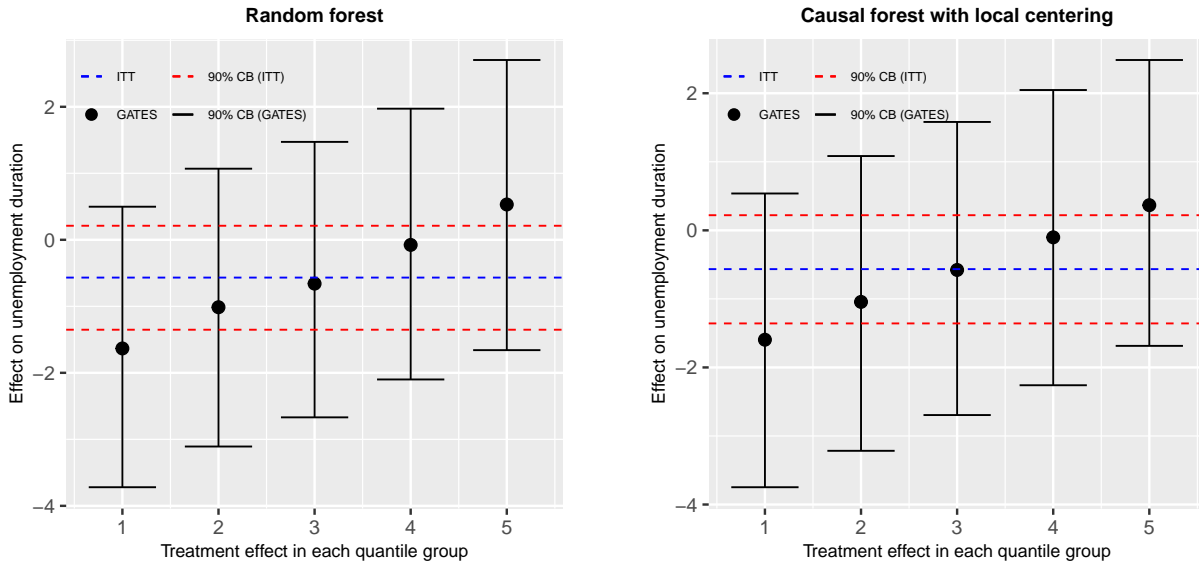 Random forest
ITT
90% CB (ITT)
GATES
90% CB (GATES)
Effect on unemployment duration
2
0
−2
−4
1 2 3 4 5
Treatment effect in each quantile group
Causal forest with local centering
ITT
90% CB (ITT)
GATES
90% CB (GATES)
Effect on unemployment duration
2
0
−2
−4
1 2 3 4 5
Treatment effect in each quantile group